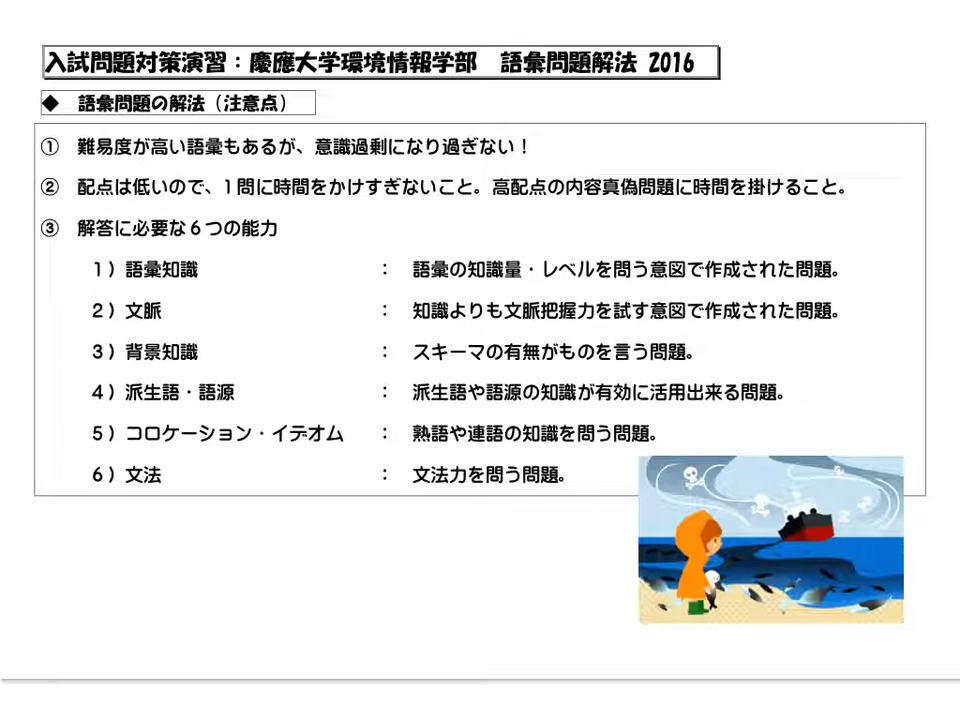 入試問題対策演習：慶應大学環境情報学部　語彙問題解法 2016
◆　語彙問題の解法（注意点）
①　難易度が高い語彙もあるが、意識過剰になり過ぎない！
②　配点は低いので、1問に時間をかけすぎないこと。高配点の内容真偽問題に時間を掛けること。
③　解答に必要な６つの能力
１）語彙知識　：　語彙の知識量・レベルを問う意図で作成された問題。
２）文脈　：　知識よりも文脈把握力を試す意図で作成された問題。
３）背景知識　：　スキーマの有無がものを言う問題。
４）派生語・語源　：　派生語や語源の知識が有効に活用出来る問題。
５）コロケーション・イデオム　：　熟語や連語の知識を問う問題。
６）文法　：　文法力を問う問題。